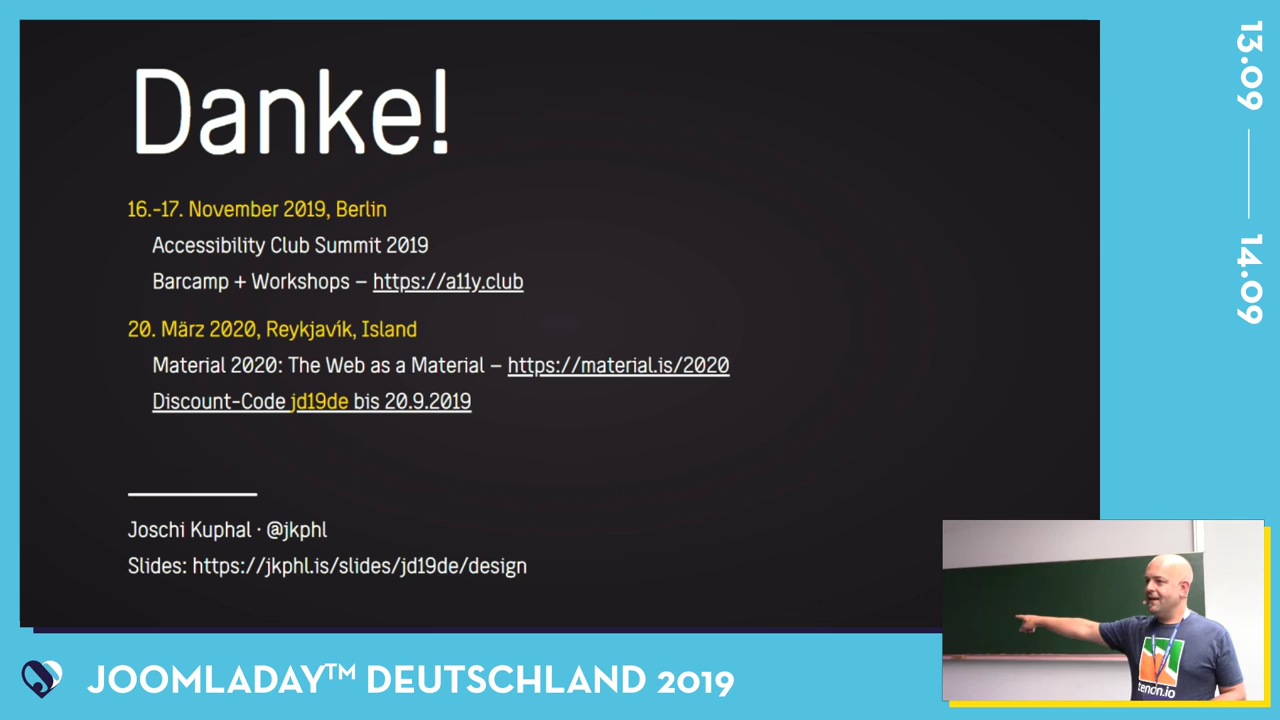 Danke!
16.-17. November 2019, Berlin
Accessibility Club Summit 2019
Barcamp + Workshops – https://a11y.club
20. März 2020, Reykjavík, Island
Material 2020: The Web as a Material – https://material.is/2020
Discount-Code jd19de bis 20.9.2019
Joschi Kuphal · @jkphl
Slides: https://jkphl.is/slides/jd19de/design
13.09
14.09
JOOMLADAY™ DEUTSCHLAND 2019